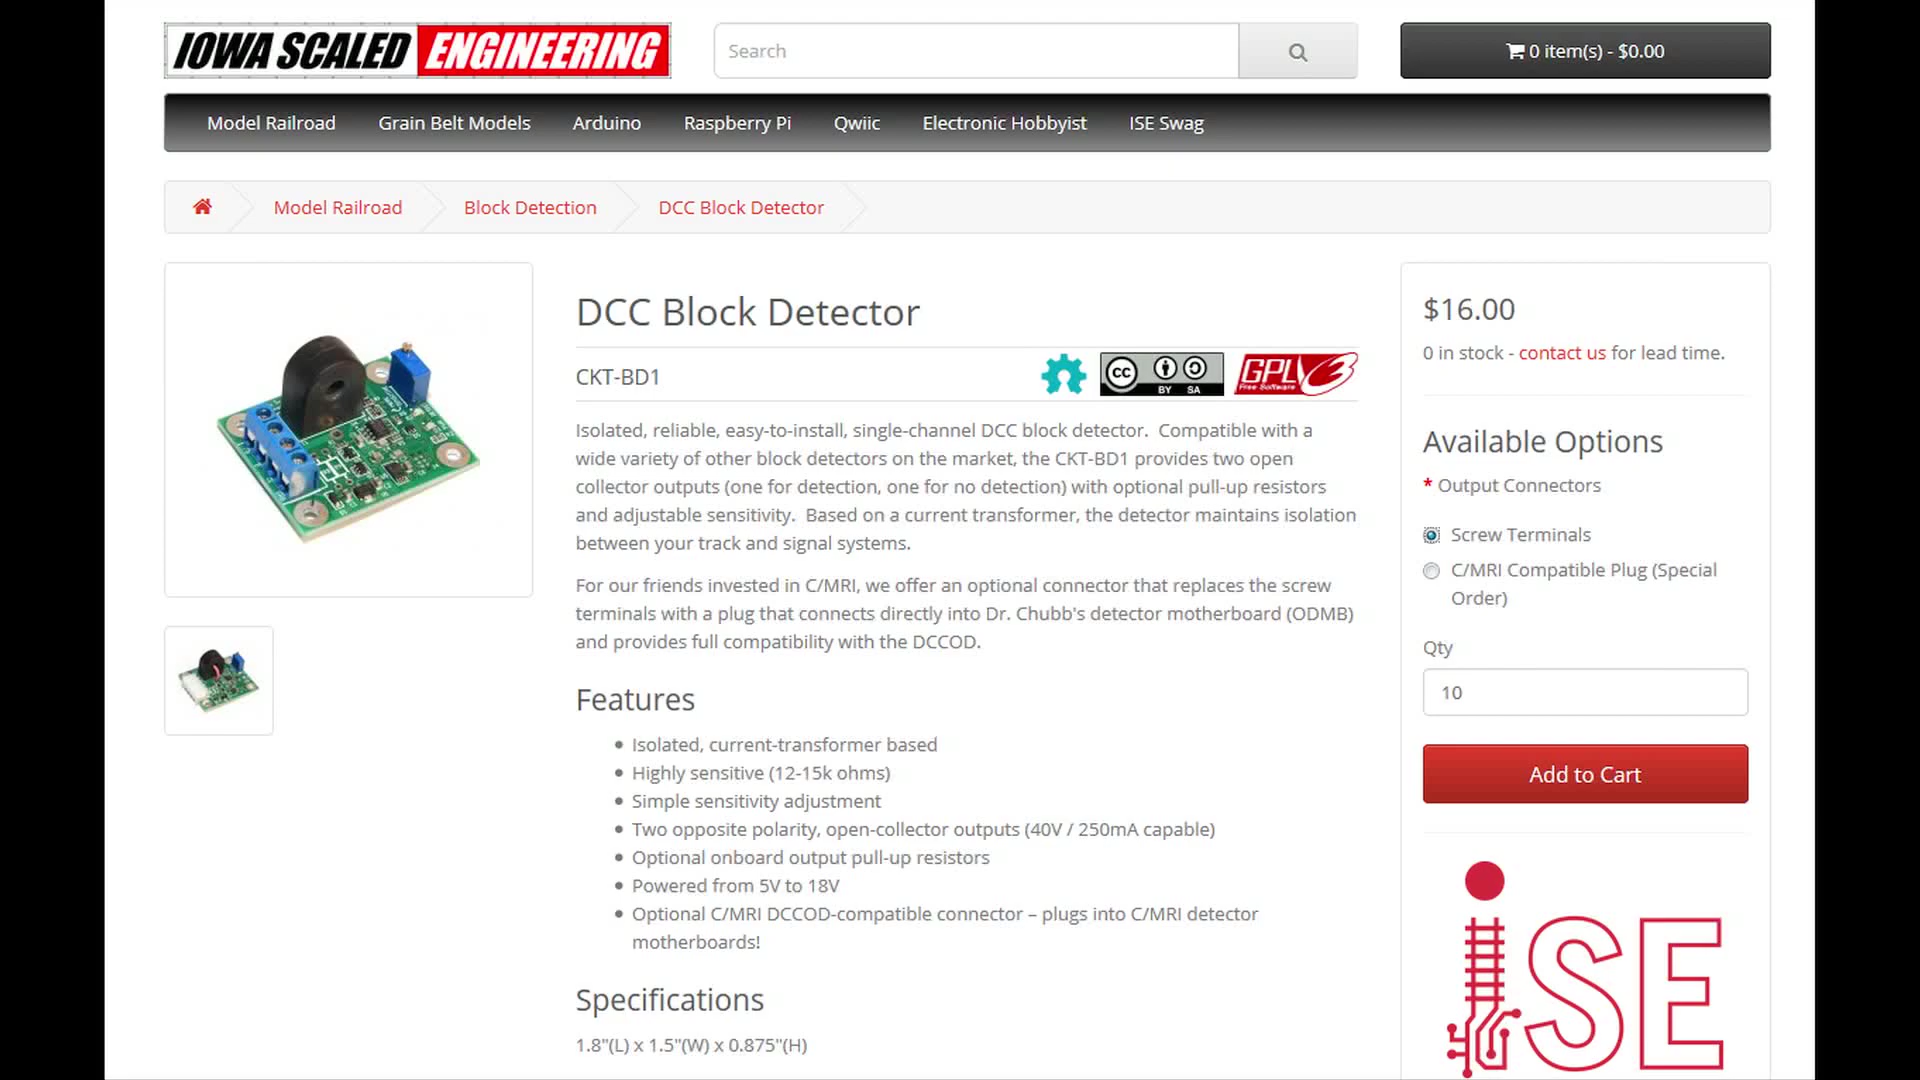 IOWA SCALED ENGINEERING
Search
0 item(s) - $0.00
Model Railroad
Grain Belt Models
Arduino
Raspberry Pi
Qwiic
Electronic Hobbyist
ISE Swag
Model Railroad
Block Detection
DCC Block Detector
DCC Block Detector
CKT-BD1
cc BY SA
GPL v3 Free Software
Isolated, reliable, easy-to-install, single-channel DCC block detector.  Compatible with a
wide variety of other block detectors on the market, the CKT-BD1 provides two open
collector outputs (one for detection, one for no detection) with optional pull-up resistors
and adjustable sensitivity.  Based on a current transformer, the detector maintains isolation
between your track and signal systems.
For our friends invested in C/MRI, we offer an optional connector that replaces the screw
terminals with a plug that connects directly into Dr. Chubb's detector motherboard (ODMB)
and provides full compatibility with the DCCOD.
Features
Isolated, current-transformer based
Highly sensitive (12-15k ohms)
Simple sensitivity adjustment
Two opposite polarity, open-collector outputs (40V / 250mA capable)
Optional onboard output pull-up resistors
Powered from 5V to 18V
Optional C/MRI DCCOD-compatible connector – plugs into C/MRI detector
motherboards!
Specifications
1.8"(L) x 1.5"(W) x 0.875"(H)
$16.00
0 in stock - contact us for lead time.
Available Options
* Output Connectors
Screw Terminals
C/MRI Compatible Plug (Special
Order)
Qty
10
Add to Cart
iSE